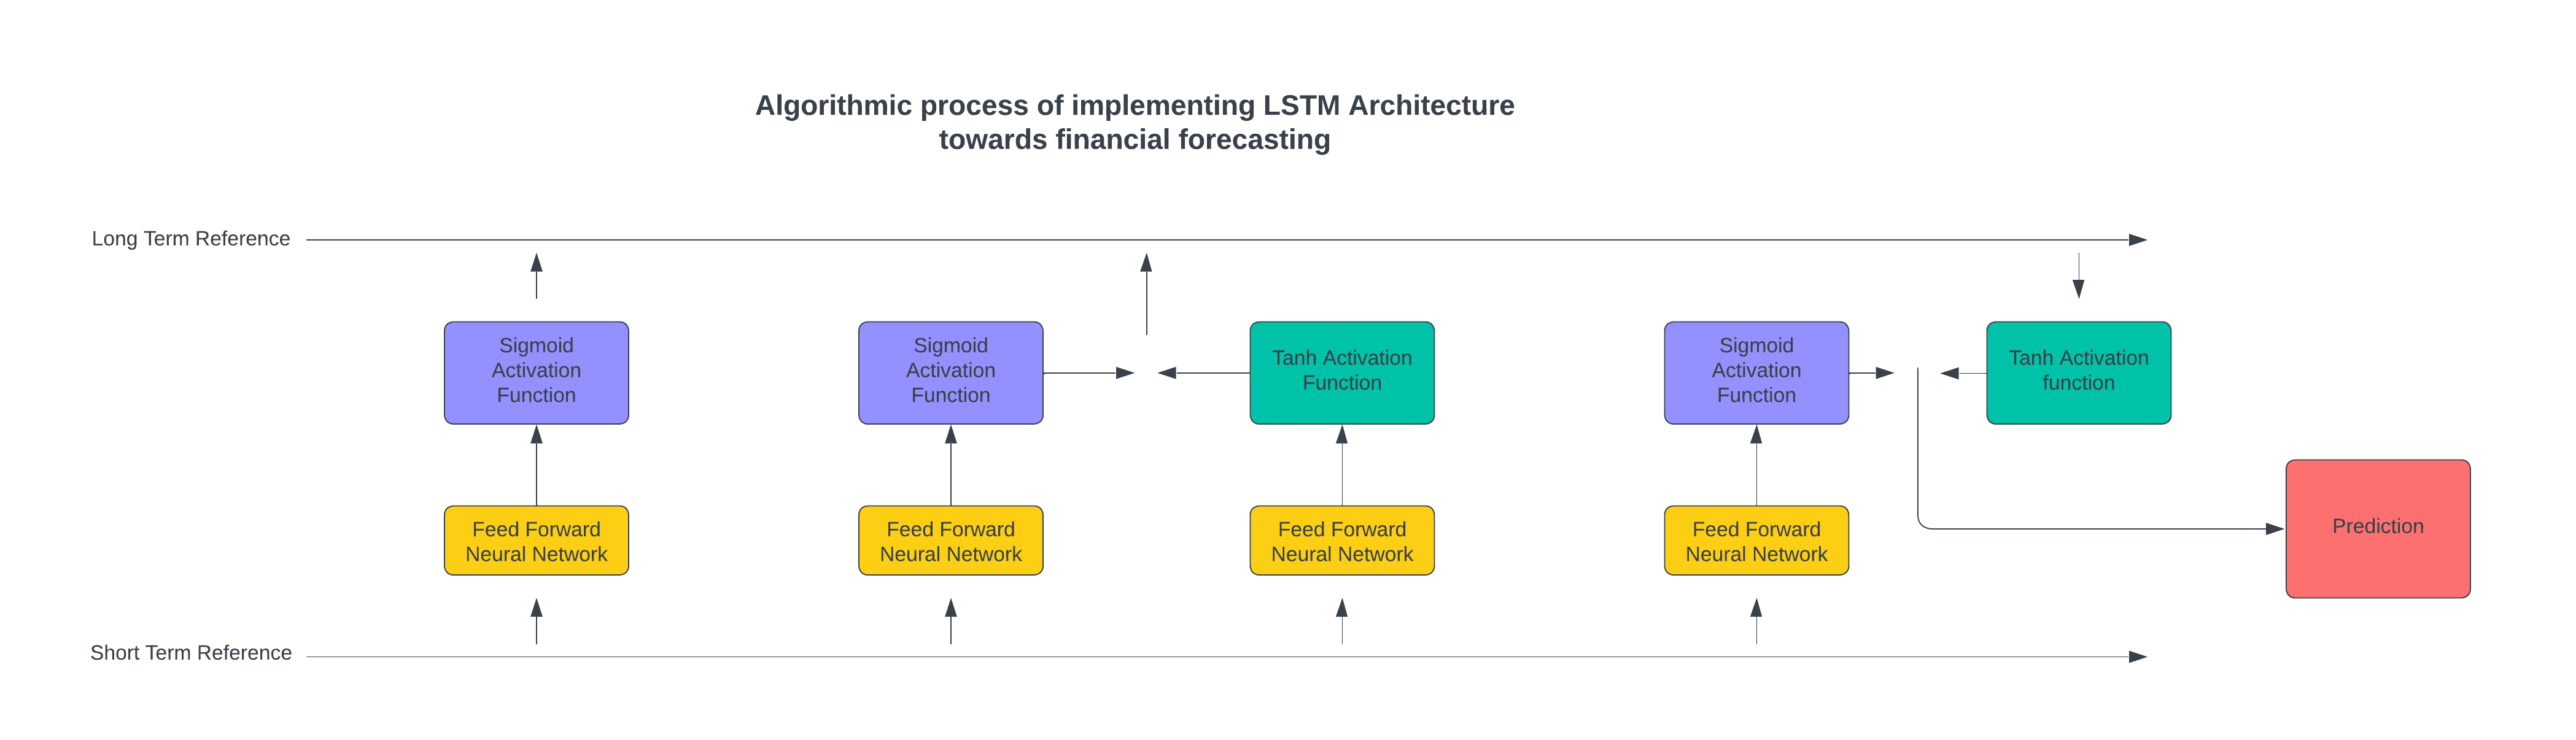 Algorithmic process of implementing LSTM Architecture
towards financial forecasting
Long Term Reference
Sigmoid
Activation
Function
Sigmoid
Activation
Function
Tanh Activation
Function
Sigmoid
Activation
Function
Tanh Activation
function
Feed Forward
Neural Network
Feed Forward
Neural Network
Feed Forward
Neural Network
Feed Forward
Neural Network
Prediction
Short Term Reference